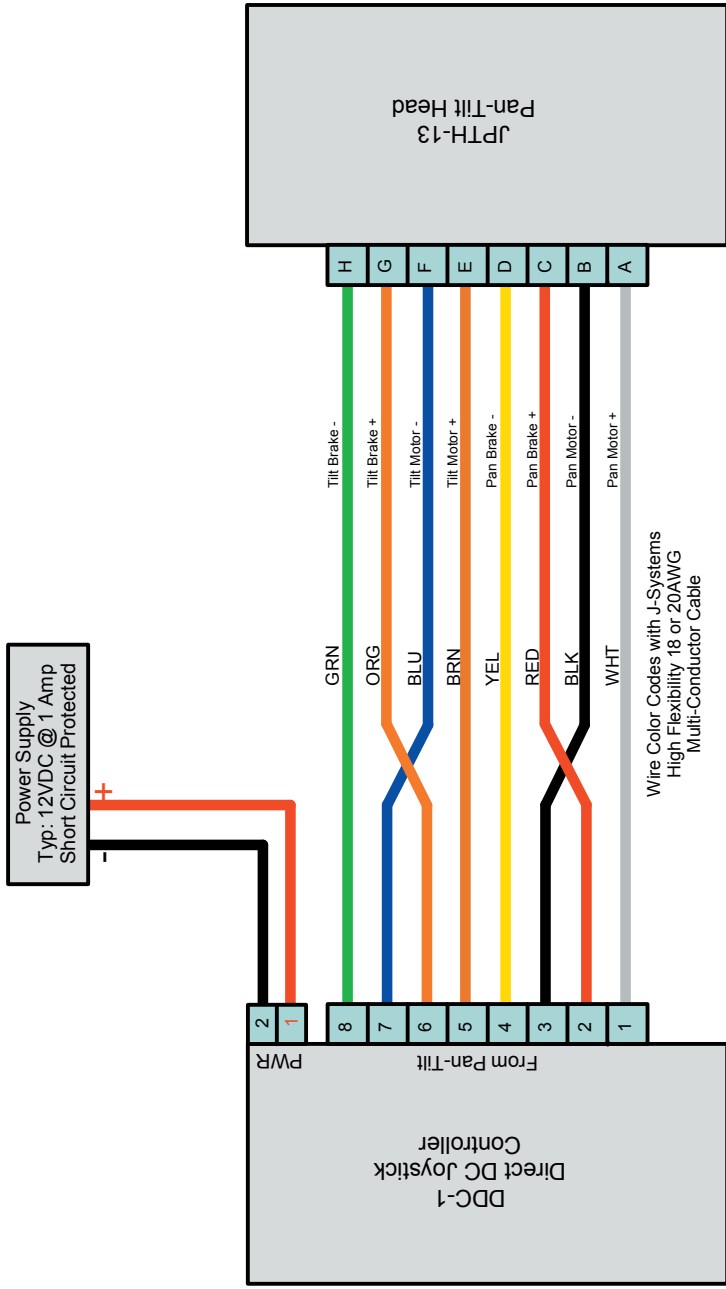 Power Supply
Typ: 12VDC @ 1 Amp
Short Circuit Protected
-
+
JPTH-13
Pan-Tilt Head
H
G
F
E
D
C
B
A
Tilt Brake -
Tilt Brake +
Tilt Motor -
Tilt Motor +
Pan Brake -
Pan Brake +
Pan Motor -
Pan Motor +
GRN
ORG
BLU
BRN
YEL
RED
BLK
WHT
Wire Color Codes with J-Systems
High Flexibility 18 or 20AWG
Multi-Conductor Cable
2
1
PWR
8
7
6
5
4
3
2
1
From Pan-Tilt
DDC-1
Direct DC Joystick
Controller